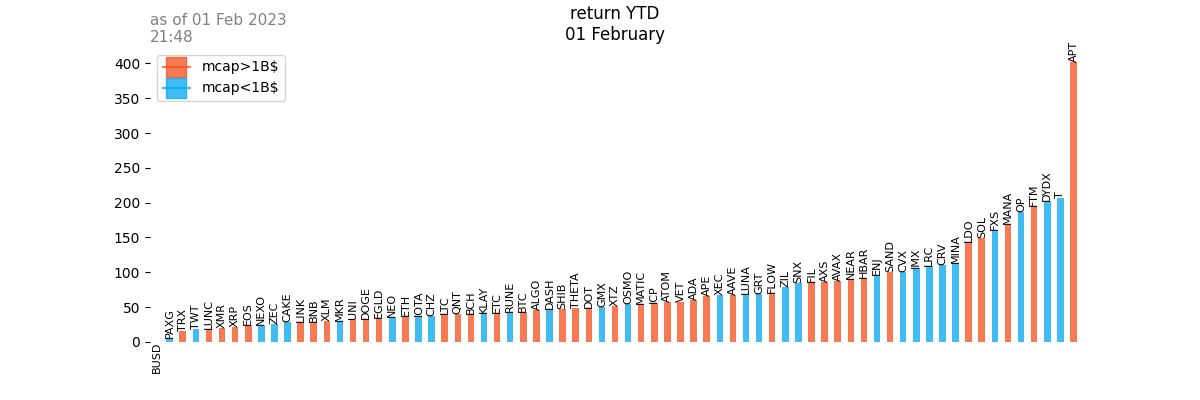 as of 01 Feb 2023
21:48
return YTD
01 February
mcap>1B$
mcap<1B$
400
350
300
250
200
150
100
50
0
BUSD
PAXG
TRX
TWT
LUNC
XMR
XRP
EOS
NEXO
ZEC
CAKE
LINK
BNB
XLM
MKR
UNI
DOGE
EGLD
NEO
ETH
IOTA
CHZ
LTC
QNT
BCH
KLAY
ETC
RUNE
BTC
ALGO
DASH
SHIB
THETA
DOT
GMX
XTZ
OSMO
MATIC
ICP
ATOM
VET
ADA
APE
XEC
AAVE
LUNA
GRT
FLOW
ZIL
SNX
FIL
AXS
AVAX
NEAR
HBAR
ENJ
SAND
CVX
IMX
LRC
CRV
MINA
LDO
SOL
FXS
MANA
OP
FTM
DYDX
T
APT